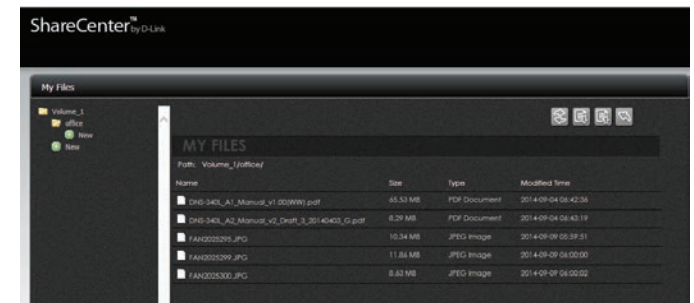 ShareCenter™ by D-Link
My Files
Volume_1
office
New
New
MY FILES
Path: Volume_1/office/
Name Size Type Modified Time
DNS-340L_A1_Manual_v1.00(WW).pdf 65.53 MB PDF Document 2014-09-04 06:42:36
DNS-340L_A2_Manual_v2_Draft_3_20140403_G.pdf 8.29 MB PDF Document 2014-09-04 06:43:19
FAN2025295.JPG 10.34 MB JPEG Image 2014-09-09 05:59:51
FAN2025299.JPG 11.86 MB JPEG Image 2014-09-09 06:00:00
FAN2025300.JPG 8.63 MB JPEG Image 2014-09-09 06:00:02